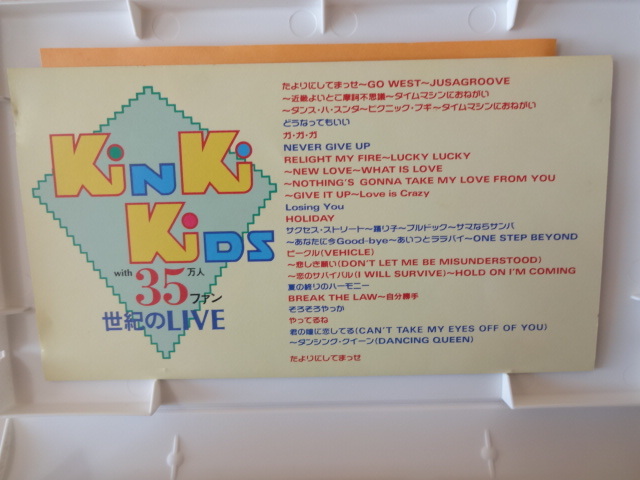 KiNKi
KiDS
with 35万人
ファン
世紀のLIVE
たよりにしてまっせ〜GO WEST〜JUSAGROOVE
〜近畿よいとこ摩訶不思議〜タイムマシンにおねがい
〜ダンス・ハ・スンダ〜ピクニック・ブギ〜タイムマシンにおねがい
どうなってもいい
ガ・ガ・ガ
NEVER GIVE UP
RELIGHT MY FIRE〜LUCKY LUCKY
〜NEW LOVE〜WHAT IS LOVE
〜NOTHING'S GONNA TAKE MY LOVE FROM YOU
〜GIVE IT UP〜Love is Crazy
Losing You
HOLIDAY
サクセス・ストリート〜踊り子〜ブルドック〜サマならサンバ
〜あなたに今Good-bye〜あいつとララバイ〜ONE STEP BEYOND
ビークル(VEHICLE)
〜悲しき願い(DON'T LET ME BE MISUNDERSTOOD)
〜恋のサバイバル(I WILL SURVIVE)〜HOLD ON I'M COMING
夏の終りのハーモニー
BREAK THE LAW〜自分勝手
そろそろやっか
やってるね
君の瞳に恋してる(CAN'T TAKE MY EYES OFF OF YOU)
〜ダンシング・クイーン(DANCING QUEEN)
たよりにしてまっせ